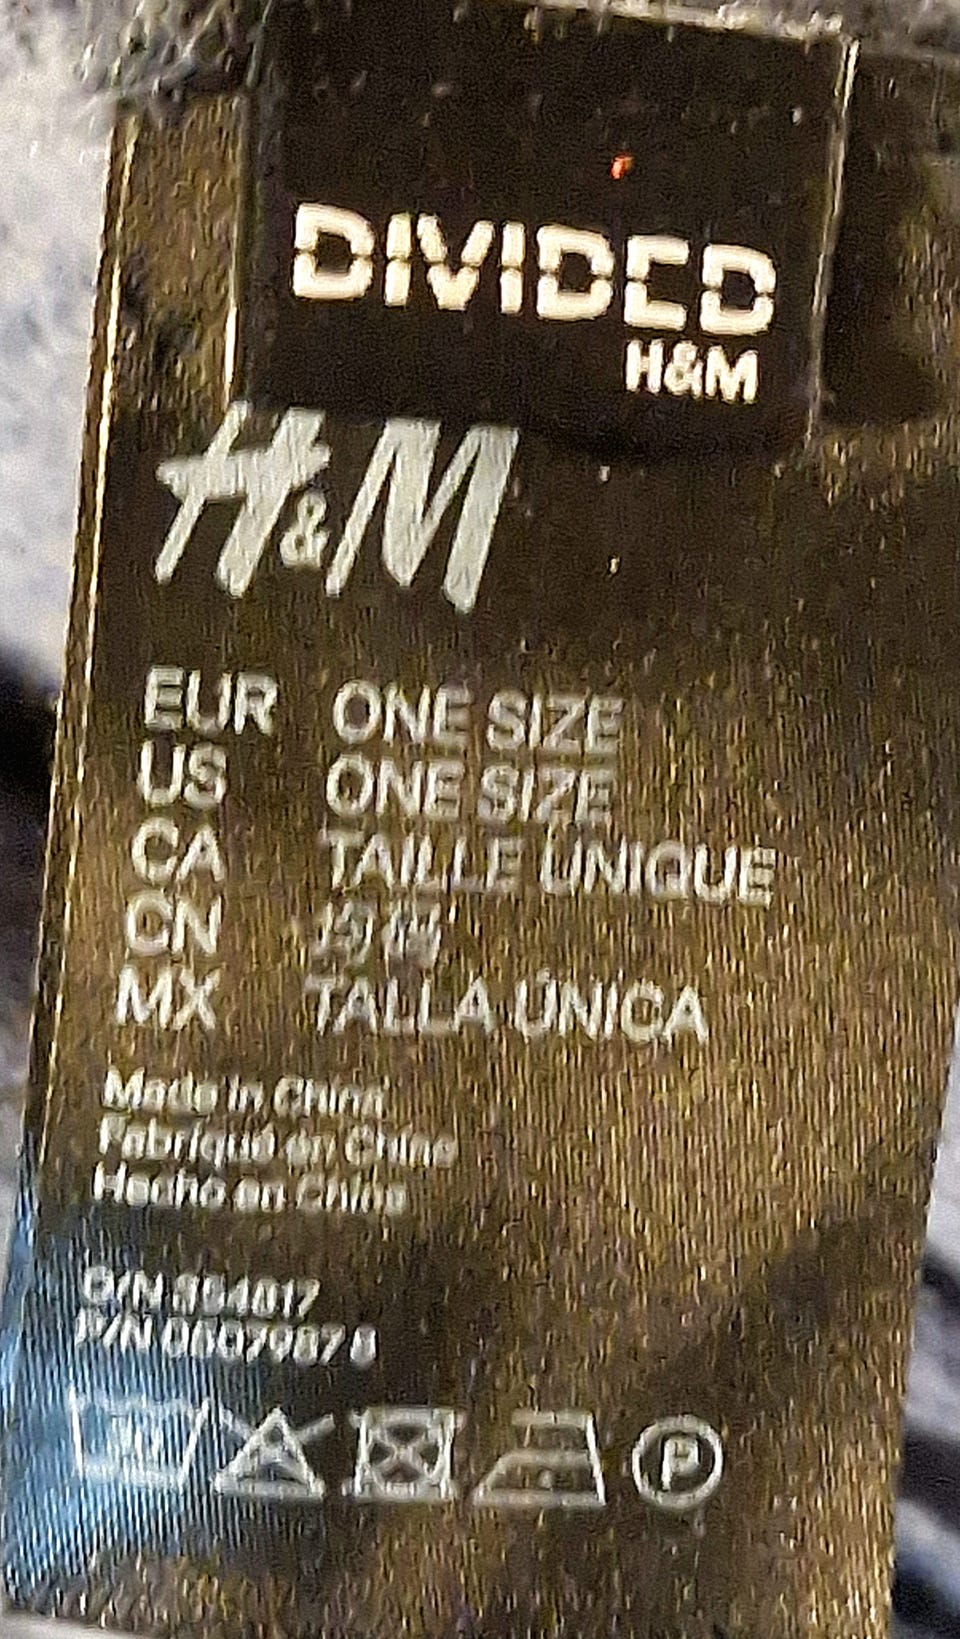 DIVIDED
H&M
H&M
EUR ONE SIZE
US ONE SIZE
CA TAILLE UNIQUE
CN 均码
MX TALLA ÚNICA
Made in China
Fabriqué en Chine
Hecho en China
O/N
P/N
P